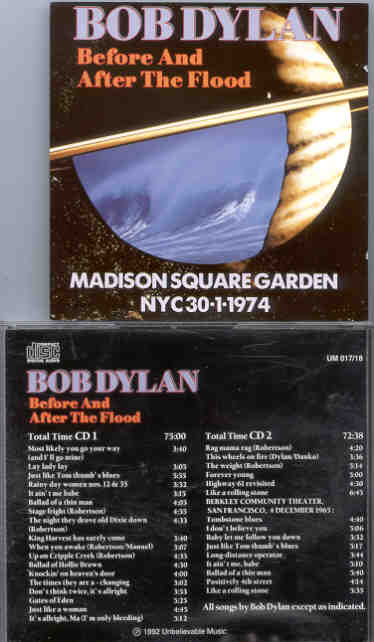 BOB DYLAN
Before And
After The Flood
MADISON SQUARE GARDEN
NYC 30·1·1974
COMPACT
disc
DIGITAL AUDIO
UM 017/18
BOB DYLAN
Before And
After The Flood
Total Time CD 1 75:00
Most likely you go your way 3:40
(and I'll go mine)
Lay lady lay 3:05
Just like Tom thumb's blues 5:55
Rainy day women nos. 12 & 35 3:32
It ain't me babe 3:15
Ballad of a thin man 4:03
Stage fright (Robertson) 4:35
The night they drove old Dixie down 4:33
(Robertson)
King Harvest has surely come 3:40
When you awake (Robertson/Manuel) 3:07
Up on Cripple Creek (Robertson) 4:55
Ballad of Hollis Brown 4:30
Knockin' on heaven's door 4:00
The times they are a - changing 3:02
Don't think twice, it's allright 3:53
Gates of Eden 5:25
Just like a woman 4:45
It's allright, Ma (I'm only bleeding) 5:12
Total Time CD 2 72:38
Rag mama rag (Robertson) 4:20
This wheels on fire (Dylan/Danko) 3:36
The weight (Robertson) 5:14
Forever young 5:00
Highway 61 revisited 4:30
Like a rolling stone 6:45
BERKLEY COMMUNITY THEATER,
SAN FRANCISCO, 4 DECEMBER 1965 :
Tombstone blues 4:40
I don't believe you 5:06
Baby let me follow you down 3:32
Just like Tom thumb's blues 5:17
Long-distance operator 3:44
It ain't me, babe 5:10
Ballad of a thin man 5:40
Positively 4th street 4:14
Like a rolling stone 5:35
All songs by Bob Dylan except as indicated.
℗ © 1992 Unbelievable Music